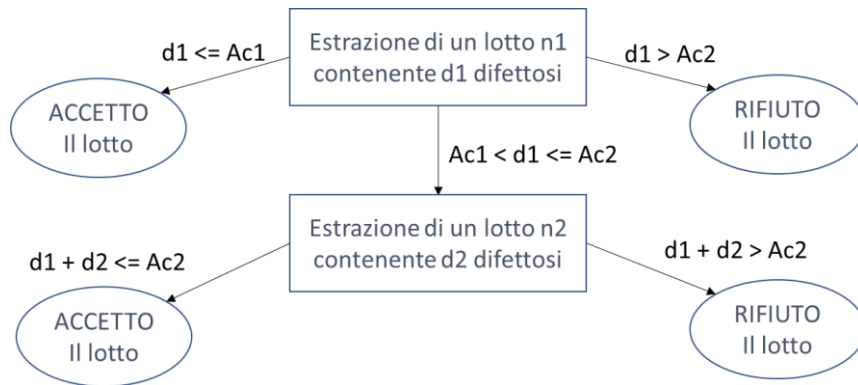 d1 <= Ac1
Estrazione di un lotto n1
contenente d1 difettosi
d1 > Ac2
ACCETTO
Il lotto
RIFIUTO
Il lotto
Ac1 < d1 <= Ac2
d1 + d2 <= Ac2
Estrazione di un lotto n2
contenente d2 difettosi
d1 + d2 > Ac2
ACCETTO
Il lotto
RIFIUTO
Il lotto